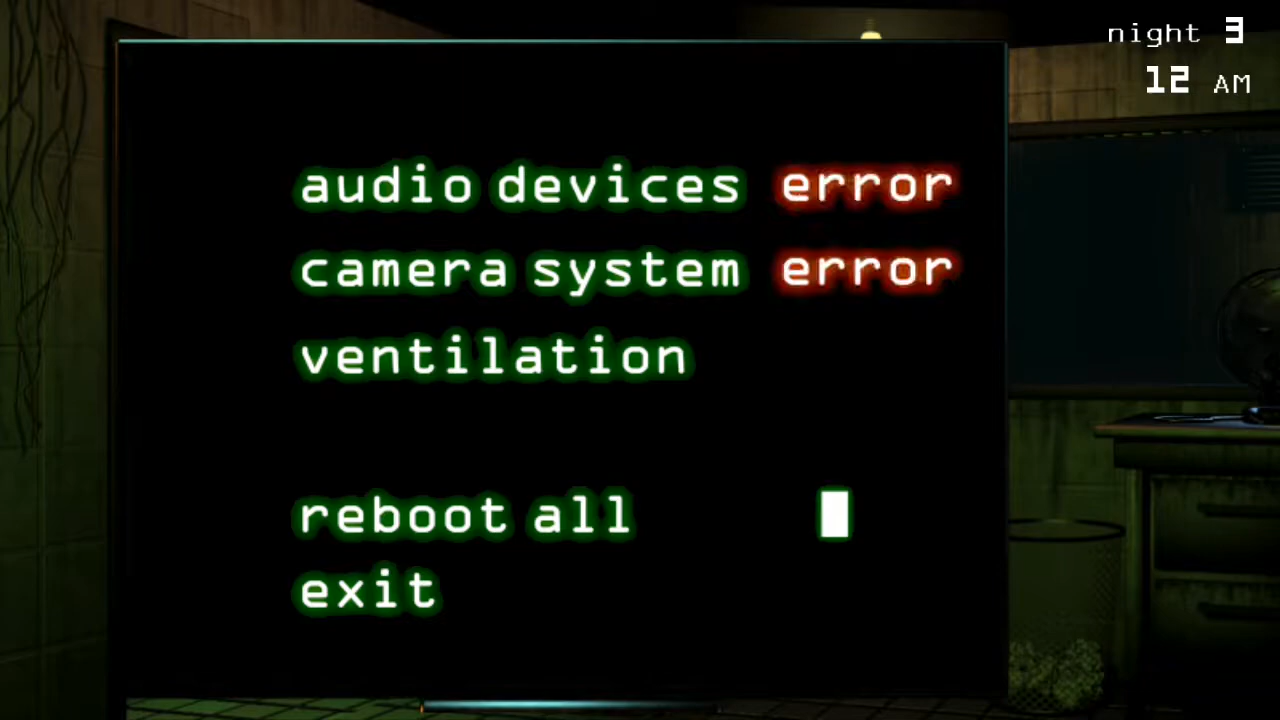 night 3
12 AM
audio devices error
camera system error
ventilation
reboot all
exit